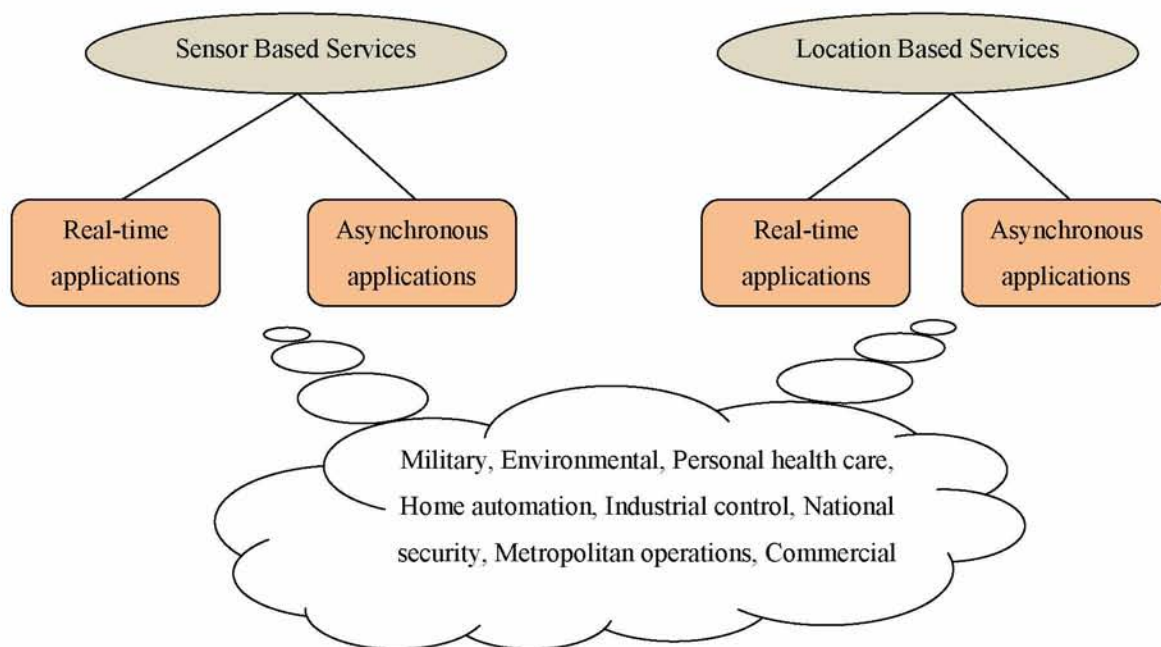 Sensor Based Services
Location Based Services
Real-time
applications
Asynchronous
applications
Real-time
applications
Asynchronous
applications
Military, Environmental, Personal health care,
Home automation, Industrial control, National
security, Metropolitan operations, Commercial